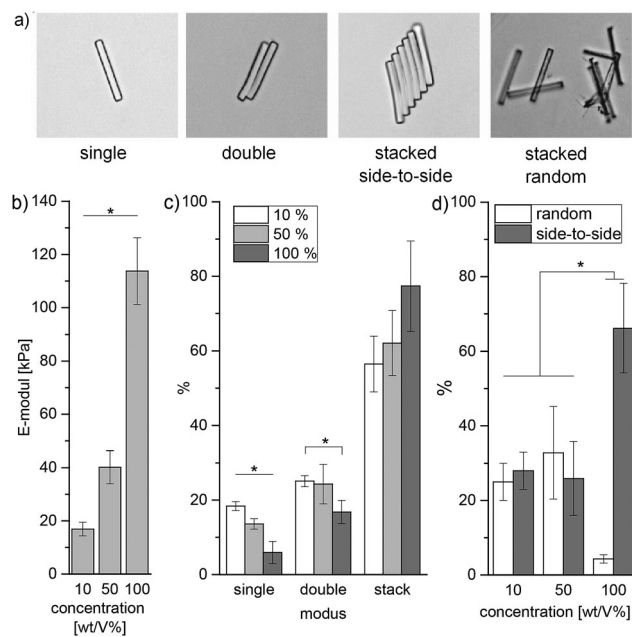 a)
single
double
stacked
side-to-side
stacked
random
b)
140
120
100
80
60
40
20
0
E-modul [kPa]
*
10 50 100
concentration
[wt/V%]
c)
100
80
60
40
20
0
%
10 %
50 %
100 %
*
*
single double stack
modus
d)
100
80
60
40
20
0
%
random
side-to-side
*
10 50 100
concentration [wt/V%]